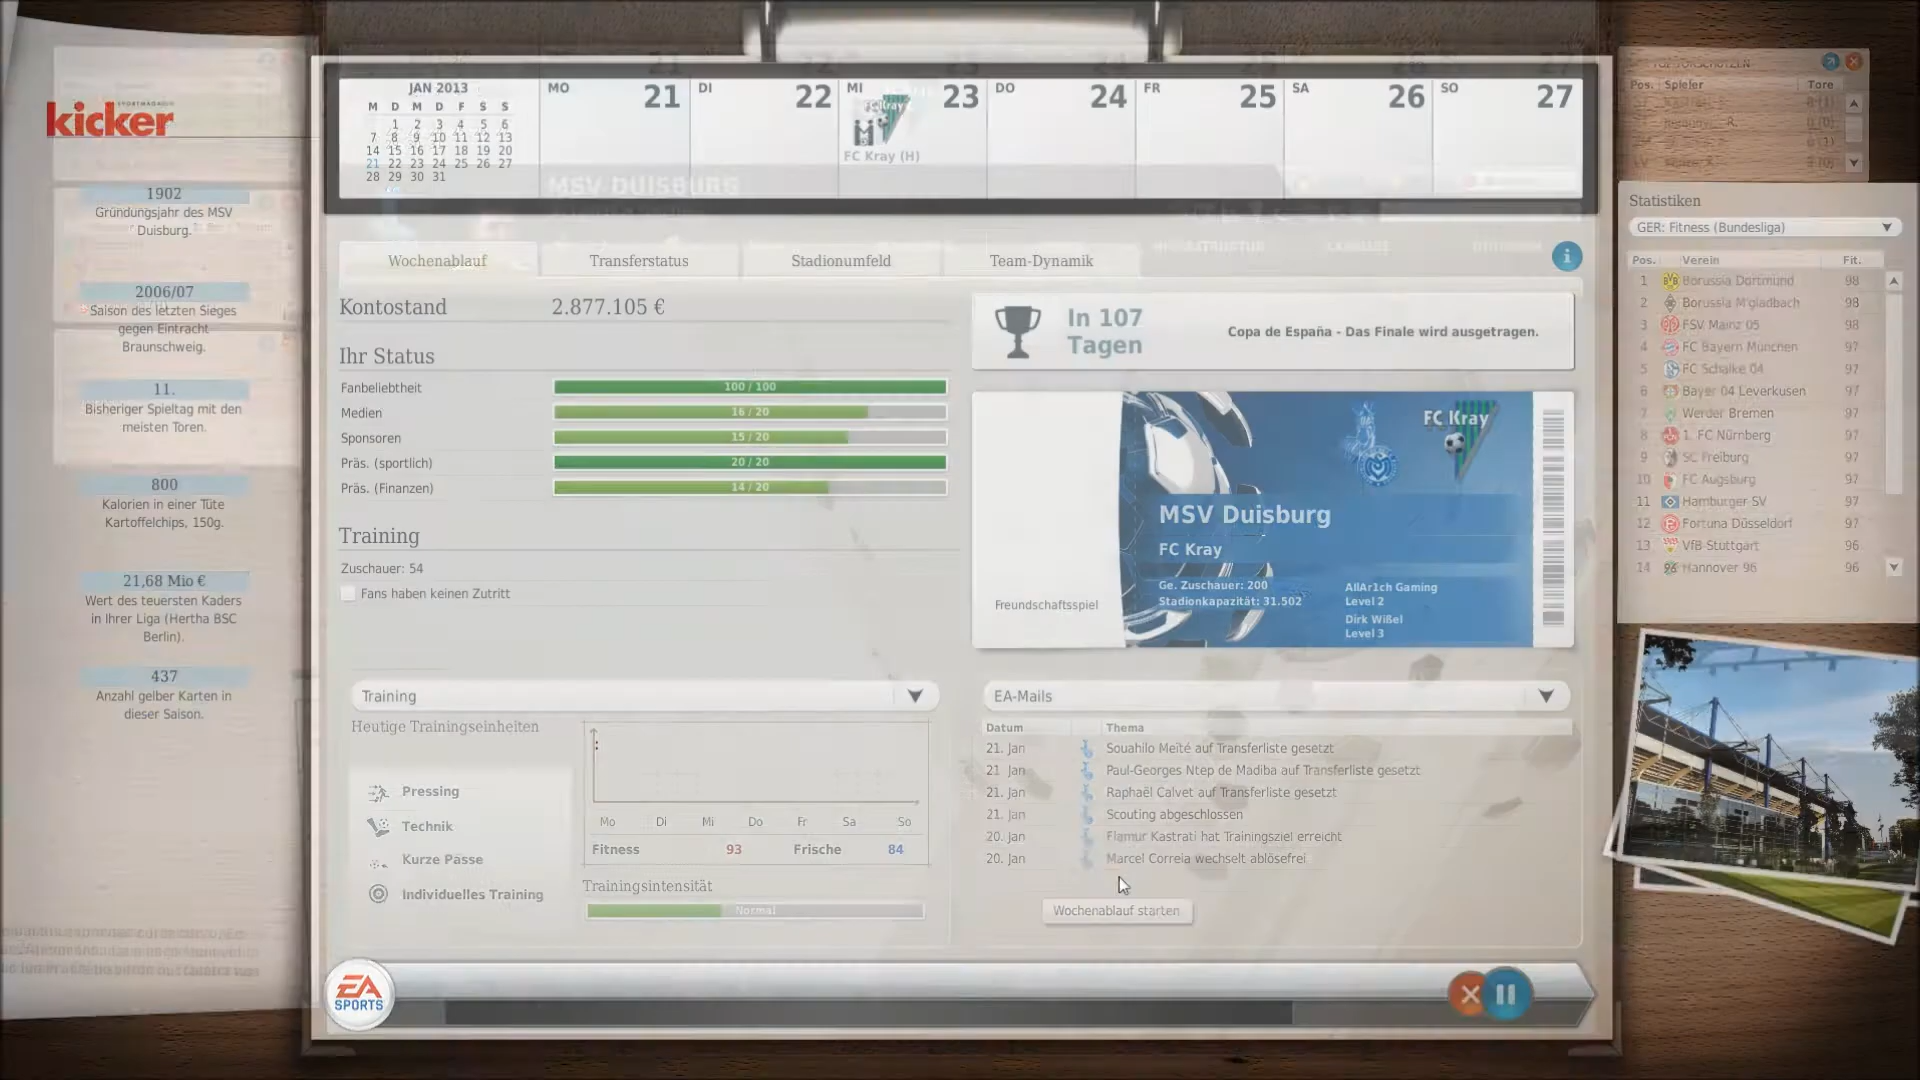 kicker
SPORTMAGAZIN
1902
Gründungsjahr des MSV
Duisburg.
2006/07
Saison des letzten Sieges
gegen Eintracht
Braunschweig.
11.
Bisheriger Spieltag mit den
meisten Toren.
800
Kalorien in einer Tüte
Kartoffelchips, 150g.
21,68 Mio €
Wert des teuersten Kaders
in Ihrer Liga (Hertha BSC
Berlin).
437
Anzahl gelber Karten in
dieser Saison.
JAN 2013
M D M D F S S
1 2 3 4 5 6
7 8 9 10 11 12 13
14 15 16 17 18 19 20
21 22 23 24 25 26 27
28 29 30 31
MO 21
DI 22
MI 23
FC Kray
FC Kray (H)
DO 24
FR 25
SA 26
SO 27
MSV DUISBURG
Wochenablauf
Transferstatus
Stadionumfeld
Team-Dynamik
i
Kontostand 2.877.105 €
Ihr Status
Fanbeliebtheit 100 / 100
Medien 16 / 20
Sponsoren 15 / 20
Präs. (sportlich) 20 / 20
Präs. (Finanzen) 14 / 20
Training
Zuschauer: 54
Fans haben keinen Zutritt
In 107
Tagen
Copa de España - Das Finale wird ausgetragen.
FC Kray
MSV Duisburg
FC Kray
Ge. Zuschauer: 200
Stadionkapazität: 31.502
AllAr1ch Gaming
Level 2
Dirk Wißel
Level 3
Freundschaftsspiel
Training
Heutige Trainingseinheiten
Pressing
Technik
Kurze Pässe
Individuelles Training
Mo Di Mi Do Fr Sa So
Fitness 93 Frische 84
Trainingsintensität
Normal
EA-Mails
Datum Thema
21. Jan Souahilo Meïté auf Transferliste gesetzt
21. Jan Paul-Georges Ntep de Madiba auf Transferliste gesetzt
21. Jan Raphaël Calvet auf Transferliste gesetzt
21. Jan Scouting abgeschlossen
20. Jan Flamur Kastrati hat Trainingsziel erreicht
20. Jan Marcel Correia wechselt ablösefrei
Wochenablauf starten
EA
SPORTS
Pos. Spieler Tore
Statistiken
GER: Fitness (Bundesliga)
Pos. Verein Fit.
1 Borussia Dortmund 98
2 Borussia M'gladbach 98
3 FSV Mainz 05 98
4 FC Bayern München 97
5 FC Schalke 04 97
6 Bayer 04 Leverkusen 97
7 Werder Bremen 97
8 1. FC Nürnberg 97
9 SC Freiburg 97
10 FC Augsburg 97
11 Hamburger SV 97
12 Fortuna Düsseldorf 97
13 VfB Stuttgart 96
14 Hannover 96 96